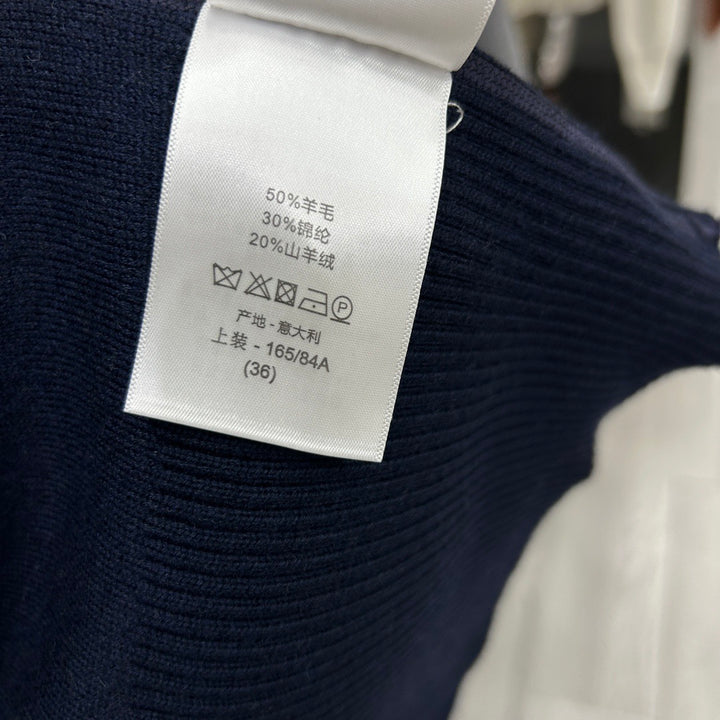 50%羊毛
30%锦纶
20%山羊绒
P
产地 - 意大利
上装 - 165/84A
(36)